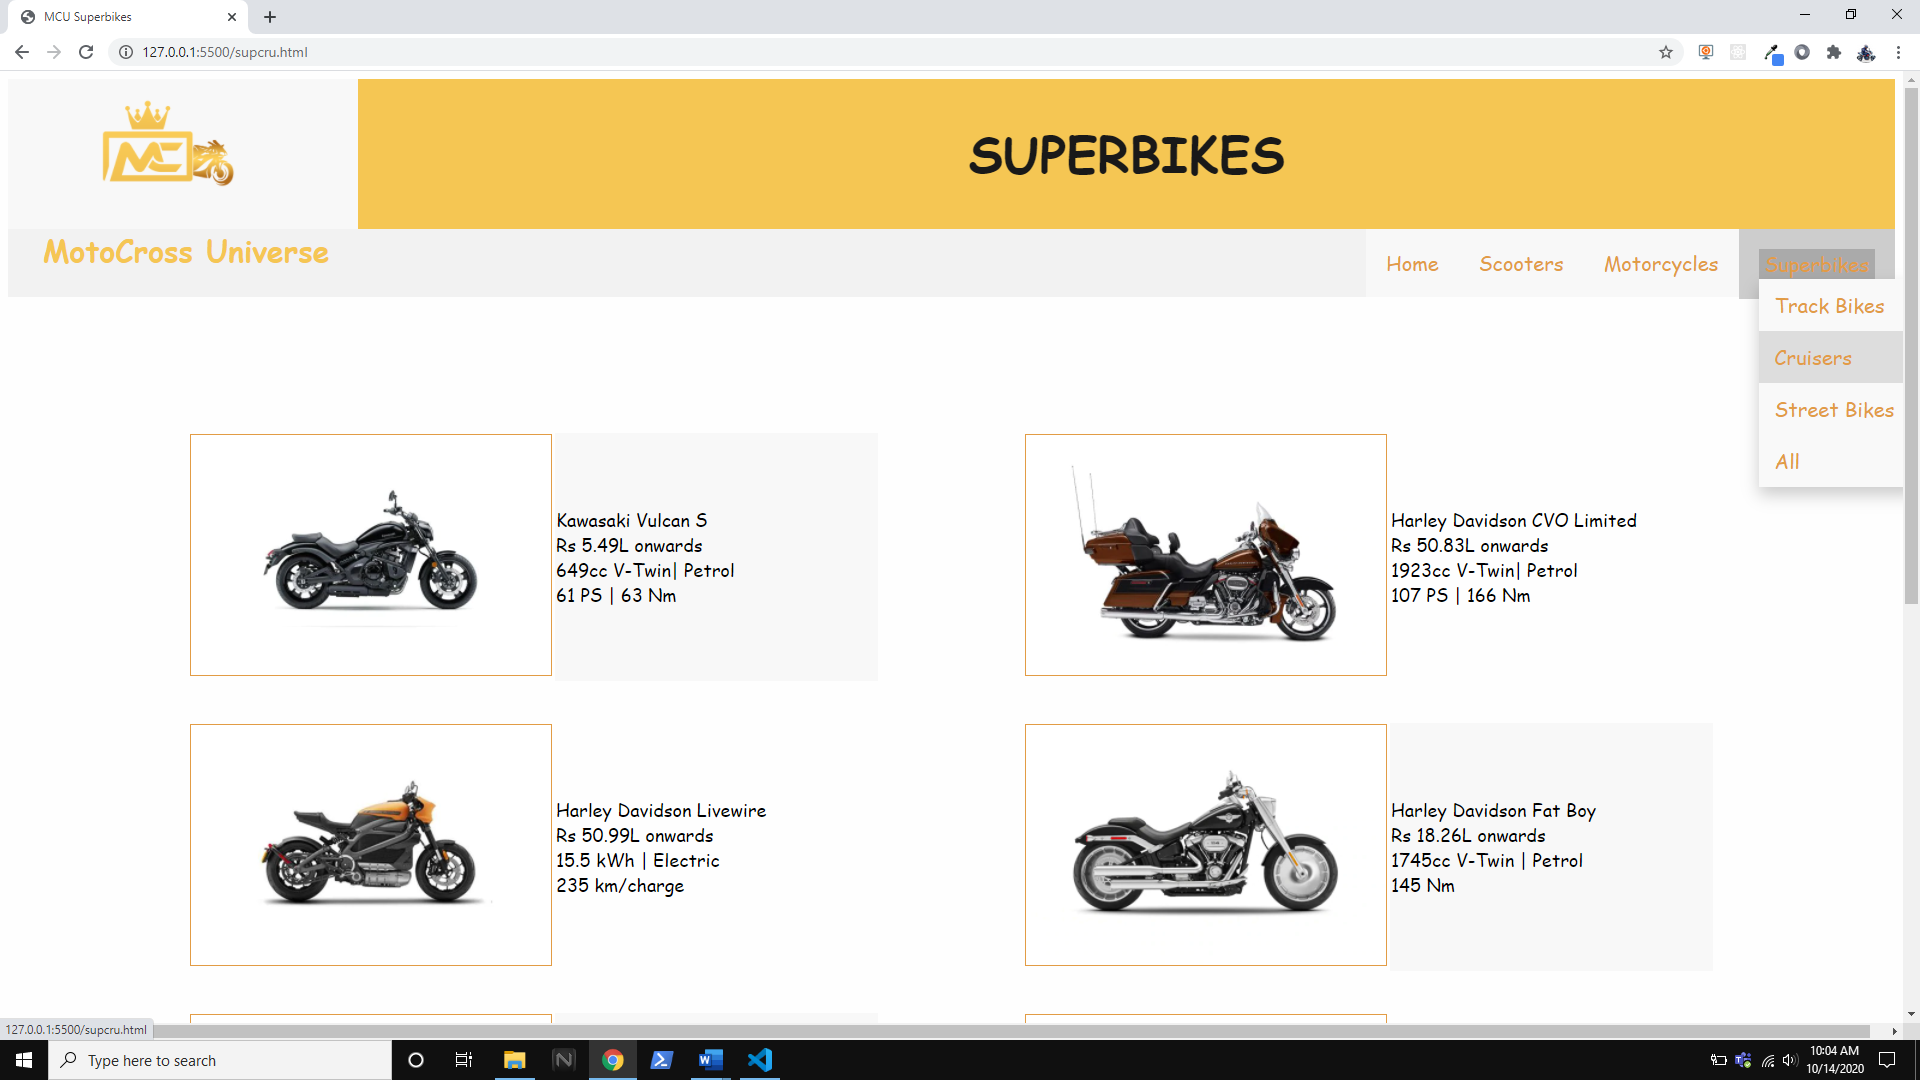 MCU Superbikes
127.0.0.1:5500/supcru.html
MC
SUPERBIKES
MotoCross Universe
Home
Scooters
Motorcycles
Superbikes
Track Bikes
Cruisers
Street Bikes
All
Kawasaki Vulcan S
Rs 5.49L onwards
649cc V-Twin| Petrol
61 PS | 63 Nm
Harley Davidson CVO Limited
Rs 50.83L onwards
1923cc V-Twin| Petrol
107 PS | 166 Nm
Harley Davidson Livewire
Rs 50.99L onwards
15.5 kWh | Electric
235 km/charge
Harley Davidson Fat Boy
Rs 18.26L onwards
1745cc V-Twin | Petrol
145 Nm
127.0.0.1:5500/supcru.html
Type here to search
10:04 AM
10/14/2020